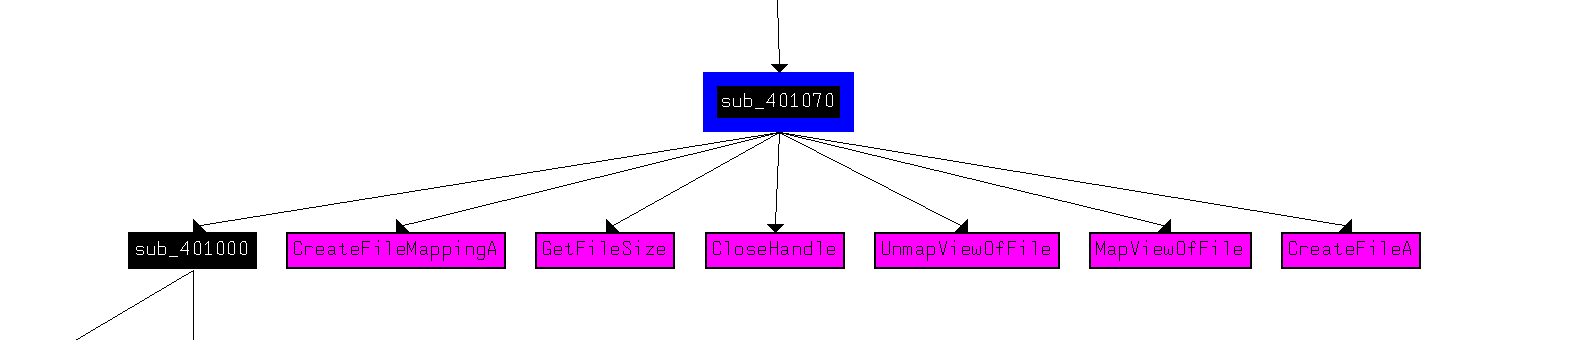 sub_401070
sub_401000
CreateFileMappingA
GetFileSize
CloseHandle
UnmapViewOfFile
MapViewOfFile
CreateFileA